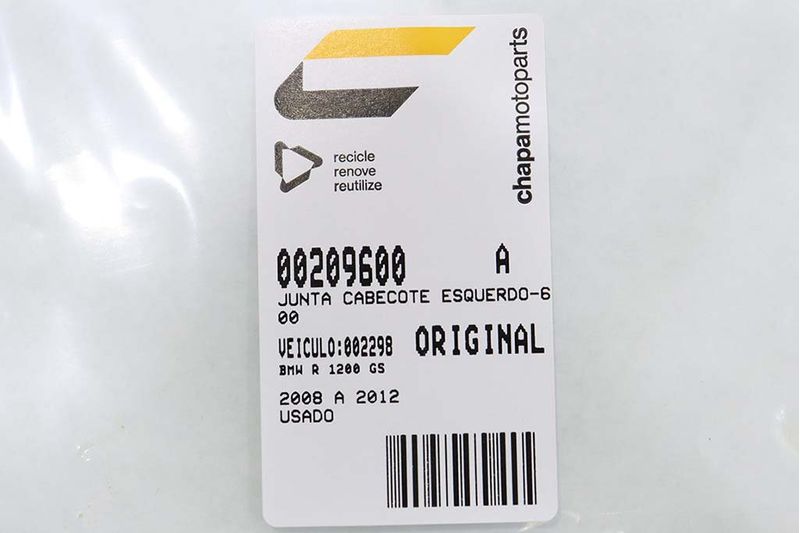 chapamotoparts
recicle
renove
reutilize
00209600 A
JUNTA CABECOTE ESQUERDO-6
00
VEICULO:002298 ORIGINAL
BMW R 1200 GS
2008 A 2012
USADO